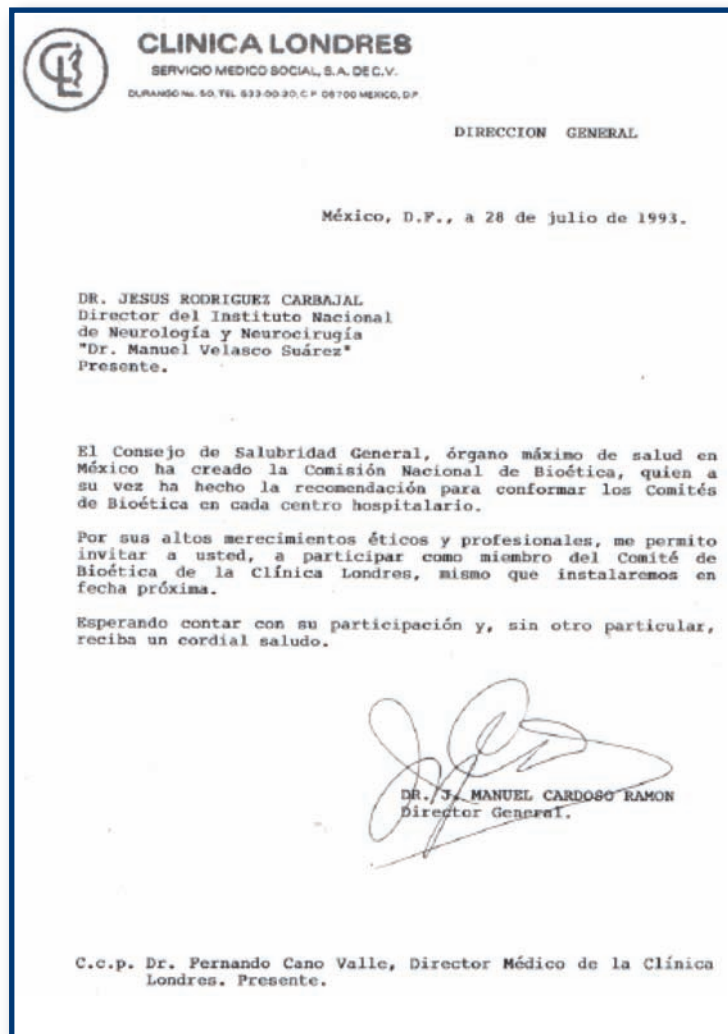 CLINICA LONDRES
SERVICIO MEDICO SOCIAL, S.A. DE C.V.
DURANGO No. 50, TEL. 533-00-30, C.P. 06700 MEXICO, D.F.
DIRECCION GENERAL
México, D.F., a 28 de julio de 1993.
DR. JESUS RODRIGUEZ CARBAJAL
Director del Instituto Nacional
de Neurología y Neurocirugía
"Dr. Manuel Velasco Suárez"
Presente.
El Consejo de Salubridad General, órgano máximo de salud en
México ha creado la Comisión Nacional de Bioética, quien a
su vez ha hecho la recomendación para conformar los Comités
de Bioética en cada centro hospitalario.
Por sus altos merecimientos éticos y profesionales, me permito
invitar a usted, a participar como miembro del Comité de
Bioética de la Clínica Londres, mismo que instalaremos en
fecha próxima.
Esperando contar con su participación y, sin otro particular,
reciba un cordial saludo.
DR. J. MANUEL CARDOSO RAMON
Director General.
C.c.p. Dr. Fernando Cano Valle, Director Médico de la Clínica
Londres. Presente.